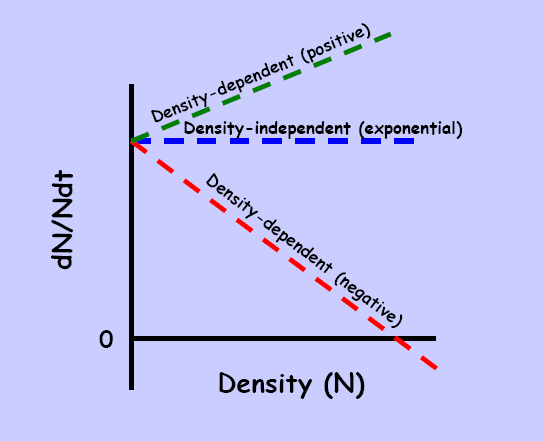 Density-dependent (positive)
Density-independent (exponential)
Density-dependent (negative)
dN/Ndt
0
Density (N)